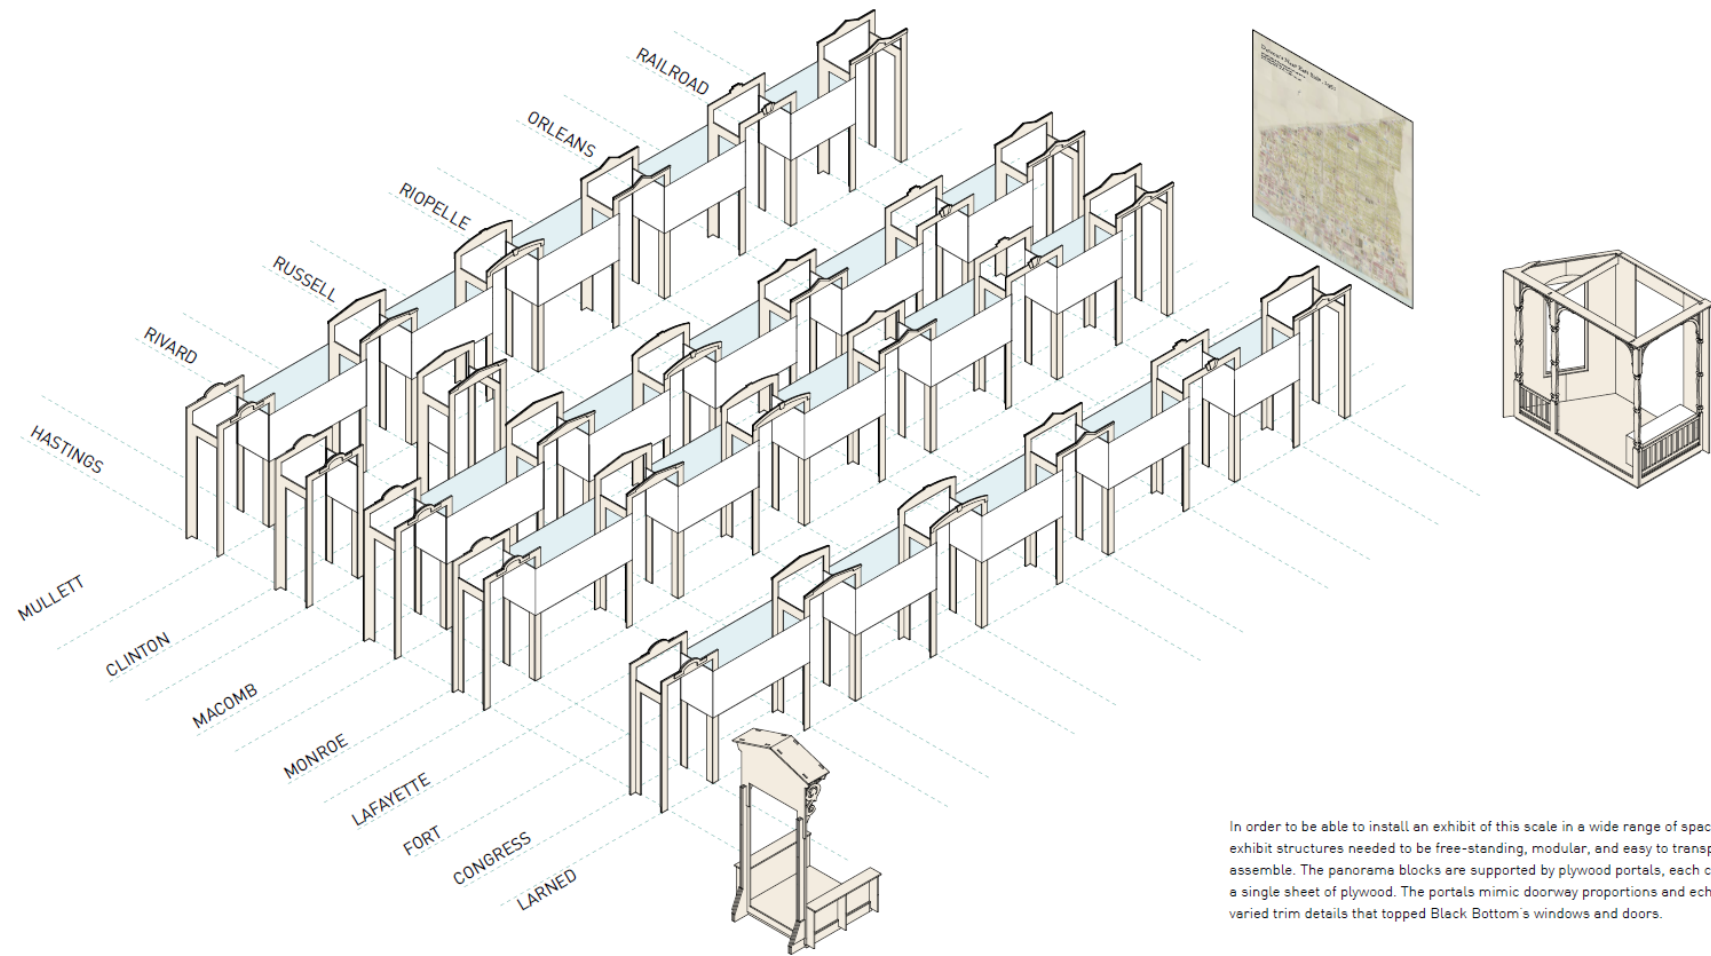 RAILROAD
ORLEANS
RIOPELLE
RUSSELL
RIVARD
HASTINGS
MULLETT
CLINTON
MACOMB
MONROE
LAFAYETTE
FORT
CONGRESS
LARNED
In order to be able to install an exhibit of this scale in a wide range of spac
exhibit structures needed to be free-standing, modular, and easy to transp
assemble. The panorama blocks are supported by plywood portals, each c
a single sheet of plywood. The portals mimic doorway proportions and ech
varied trim details that topped Black Bottom's windows and doors.